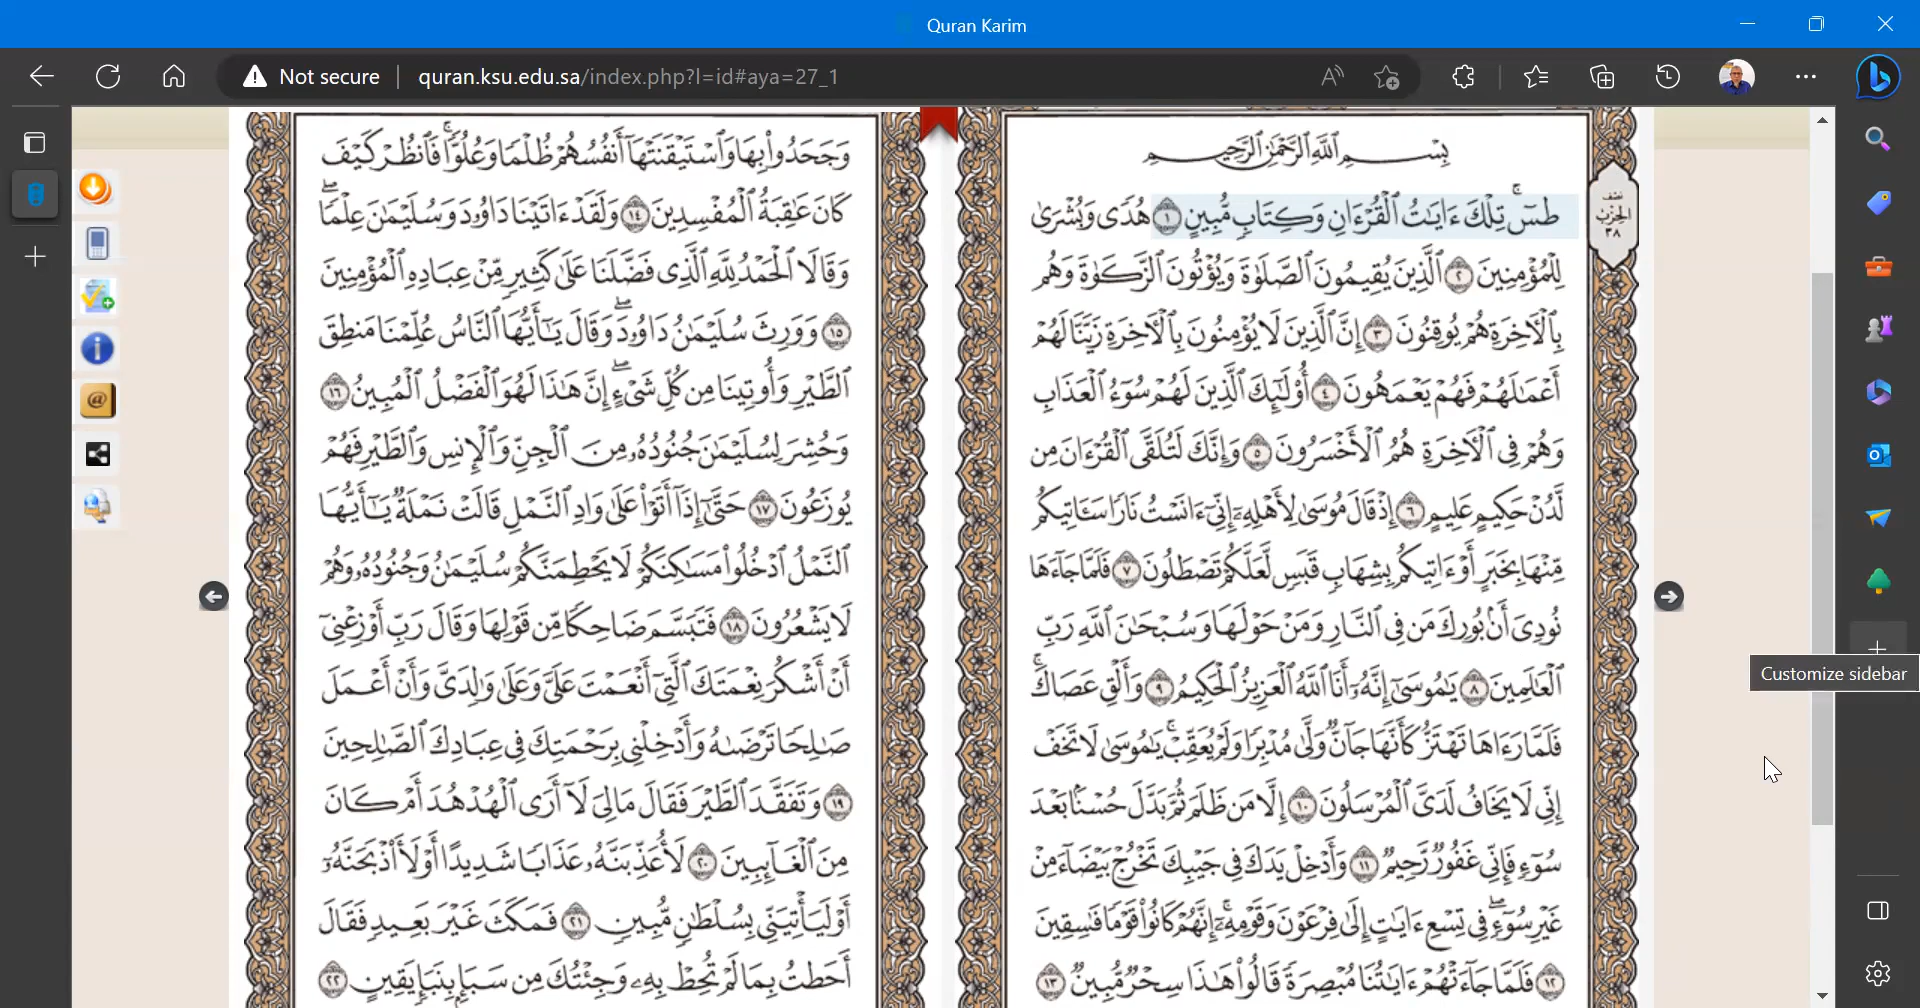 Quran Karim
Not secure
quran.ksu.edu.sa/index.php?l=id#aya=27_1
بِسْمِ ٱللَّهِ ٱلرَّحْمَٰنِ ٱلرَّحِيمِ
طسٓ ۚ تِلْكَ ءَايَٰتُ ٱلْقُرْءَانِ وَكِتَابٍ مُّبِينٍ ١ هُدًى وَبُشْرَىٰ
لِلْمُؤْمِنِينَ ٢ ٱلَّذِينَ يُقِيمُونَ ٱلصَّلَوٰةَ وَيُؤْتُونَ ٱلزَّكَوٰةَ وَهُم
بِٱلْءَاخِرَةِ هُمْ يُوقِنُونَ ٣ إِنَّ ٱلَّذِينَ لَا يُؤْمِنُونَ بِٱلْءَاخِرَةِ زَيَّنَّا لَهُمْ
أَعْمَٰلَهُمْ فَهُمْ يَعْمَهُونَ ٤ أُو۟لَٰٓئِكَ ٱلَّذِينَ لَهُمْ سُوٓءُ ٱلْعَذَابِ
وَهُمْ فِى ٱلْءَاخِرَةِ هُمُ ٱلْأَخْسَرُونَ ٥ وَإِنَّكَ لَتُلَقَّى ٱلْقُرْءَانَ مِن
لَّدُنْ حَكِيمٍ عَلِيمٍ ٦ إِذْ قَالَ مُوسَىٰ لِأَهْلِهِۦٓ إِنِّىٓ ءَانَسْتُ نَارًا سَـَٔاتِيكُم
مِّنْهَا بِخَبَرٍ أَوْ ءَاتِيكُم بِشِهَابٍ قَبَسٍ لَّعَلَّكُمْ تَصْطَلُونَ ٧ فَلَمَّا جَآءَهَا
نُودِىَ أَنۢ بُورِكَ مَن فِى ٱلنَّارِ وَمَنْ حَوْلَهَا وَسُبْحَٰنَ ٱللَّهِ رَبِّ
ٱلْعَٰلَمِينَ ٨ يَٰمُوسَىٰٓ إِنَّهُۥٓ أَنَا ٱللَّهُ ٱلْعَزِيزُ ٱلْحَكِيمُ ٩ وَأَلْقِ عَصَاكَ ۚ
فَلَمَّا رَءَاهَا تَهْتَزُّ كَأَنَّهَا جَآنٌّ وَلَّىٰ مُدْبِرًا وَلَمْ يُعَقِّبْ ۚ يَٰمُوسَىٰ لَا تَخَفْ
إِنِّى لَا يَخَافُ لَدَىَّ ٱلْمُرْسَلُونَ ١٠ إِلَّا مَن ظَلَمَ ثُمَّ بَدَّلَ حُسْنًۢا بَعْدَ
سُوٓءٍ فَإِنِّى غَفُورٌ رَّحِيمٌ ١١ وَأَدْخِلْ يَدَكَ فِى جَيْبِكَ تَخْرُجْ بَيْضَآءَ مِنْ
غَيْرِ سُوٓءٍ ۖ فِى تِسْعِ ءَايَٰتٍ إِلَىٰ فِرْعَوْنَ وَقَوْمِهِۦٓ ۚ إِنَّهُمْ كَانُوا۟ قَوْمًا فَٰسِقِينَ
١٢ فَلَمَّا جَآءَتْهُمْ ءَايَٰتُنَا مُبْصِرَةً قَالُوا۟ هَٰذَا سِحْرٌ مُّبِينٌ ١٣
نصف
الحزب
٣٨
وَجَحَدُوا۟ بِهَا وَٱسْتَيْقَنَتْهَآ أَنفُسُهُمْ ظُلْمًا وَعُلُوًّا ۚ فَٱنظُرْ كَيْفَ
كَانَ عَٰقِبَةُ ٱلْمُفْسِدِينَ ١٤ وَلَقَدْ ءَاتَيْنَا دَاوُۥدَ وَسُلَيْمَٰنَ عِلْمًا ۖ
وَقَالَا ٱلْحَمْدُ لِلَّهِ ٱلَّذِى فَضَّلَنَا عَلَىٰ كَثِيرٍ مِّنْ عِبَادِهِ ٱلْمُؤْمِنِينَ
١٥ وَوَرِثَ سُلَيْمَٰنُ دَاوُۥدَ ۖ وَقَالَ يَٰٓأَيُّهَا ٱلنَّاسُ عُلِّمْنَا مَنطِقَ
ٱلطَّيْرِ وَأُوتِينَا مِن كُلِّ شَىْءٍ ۖ إِنَّ هَٰذَا لَهُوَ ٱلْفَضْلُ ٱلْمُبِينُ ١٦
وَحُشِرَ لِسُلَيْمَٰنَ جُنُودُهُۥ مِنَ ٱلْجِنِّ وَٱلْإِنسِ وَٱلطَّيْرِ فَهُمْ
يُوزَعُونَ ١٧ حَتَّىٰٓ إِذَآ أَتَوْا۟ عَلَىٰ وَادِ ٱلنَّمْلِ قَالَتْ نَمْلَةٌ يَٰٓأَيُّهَا
ٱلنَّمْلُ ٱدْخُلُوا۟ مَسَٰكِنَكُمْ لَا يَحْطِمَنَّكُمْ سُلَيْمَٰنُ وَجُنُودُهُۥ وَهُمْ
لَا يَشْعُرُونَ ١٨ فَتَبَسَّمَ ضَاحِكًا مِّن قَوْلِهَا وَقَالَ رَبِّ أَوْزِعْنِىٓ
أَنْ أَشْكُرَ نِعْمَتَكَ ٱلَّتِىٓ أَنْعَمْتَ عَلَىَّ وَعَلَىٰ وَٰلِدَىَّ وَأَنْ أَعْمَلَ
صَٰلِحًا تَرْضَىٰهُ وَأَدْخِلْنِى بِرَحْمَتِكَ فِى عِبَادِكَ ٱلصَّٰلِحِينَ
١٩ وَتَفَقَّدَ ٱلطَّيْرَ فَقَالَ مَا لِىَ لَآ أَرَى ٱلْهُدْهُدَ أَمْ كَانَ
مِنَ ٱلْغَآئِبِينَ ٢٠ لَأُعَذِّبَنَّهُۥ عَذَابًا شَدِيدًا أَوْ لَأَا۟ذْبَحَنَّهُۥٓ
أَوْ لَيَأْتِيَنِّى بِسُلْطَٰنٍ مُّبِينٍ ٢١ فَمَكَثَ غَيْرَ بَعِيدٍ فَقَالَ
أَحَطتُ بِمَا لَمْ تُحِطْ بِهِۦ وَجِئْتُكَ مِن سَبَإٍۭ بِنَبَإٍ يَقِينٍ ٢٢
Customize sidebar